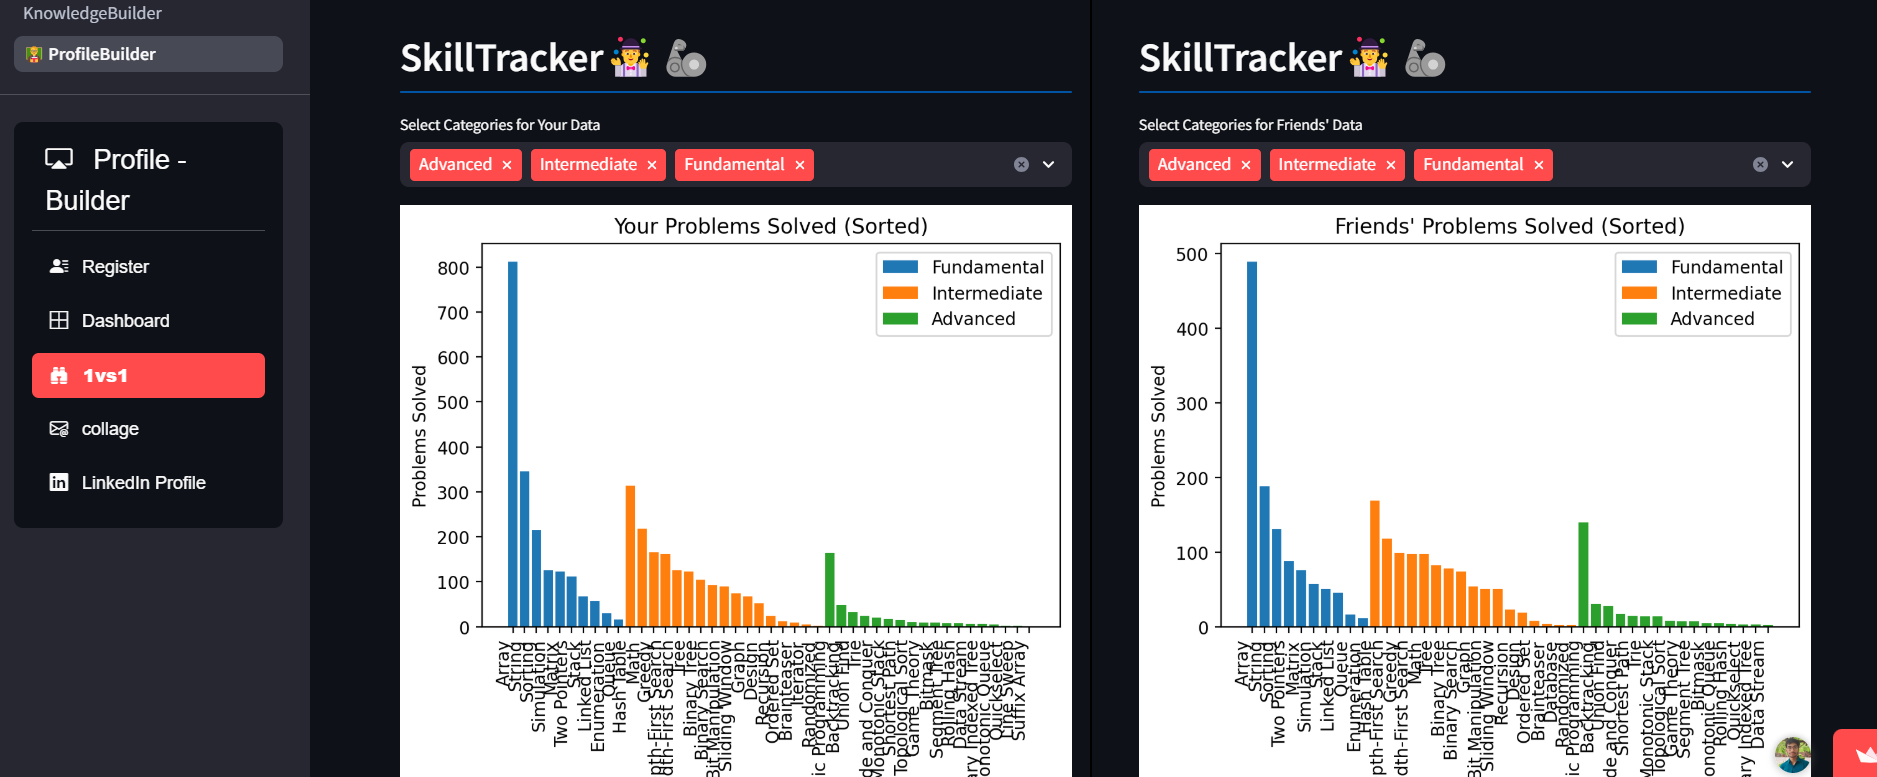 KnowledgeBuilder
ProfileBuilder
Profile -
Builder
Register
Dashboard
1vs1
collage
LinkedIn Profile
SkillTracker
Select Categories for Your Data
Advanced × Intermediate × Fundamental ×
Your Problems Solved (Sorted)
Fundamental
Intermediate
Advanced
Problems Solved
800
700
600
500
400
300
200
100
0
Array
String
Sorting
Simulation
Matrix
Two Pointers
Stack
Linked List
Enumeration
Queue
Hash Table
Math
Greedy
pth-First Search
dth-First Search
Tree
Binary Tree
Binary Search
Bit Manipulation
Sliding Window
Graph
Design
Recursion
Ordered Set
Brainteaser
Iterator
Randomized
ic Programming
Backtracking
Union Find
Trie
de and Conquer
Monotonic Stack
Shortest Path
Topological Sort
Game Theory
Bitmask
Segment Tree
Rolling Hash
Data Stream
ary Indexed Tree
onotonic Queue
Quickselect
Line Sweep
Suffix Array
SkillTracker
Select Categories for Friends' Data
Advanced × Intermediate × Fundamental ×
Friends' Problems Solved (Sorted)
Fundamental
Intermediate
Advanced
Problems Solved
500
400
300
200
100
0
Array
String
Sorting
Two Pointers
Matrix
Simulation
Stack
Linked List
Queue
Enumeration
Hash Table
pth-First Search
Greedy
dth-First Search
Math
Tree
Binary Tree
Binary Search
Graph
Bit Manipulation
Sliding Window
Recursion
Design
Ordered Set
Brainteaser
Database
Randomized
ic Programming
Backtracking
Union Find
de and Conquer
Shortest Path
Trie
Monotonic Stack
Topological Sort
Game Theory
Segment Tree
Bitmask
onotonic Queue
Rolling Hash
Quickselect
ary Indexed Tree
Data Stream